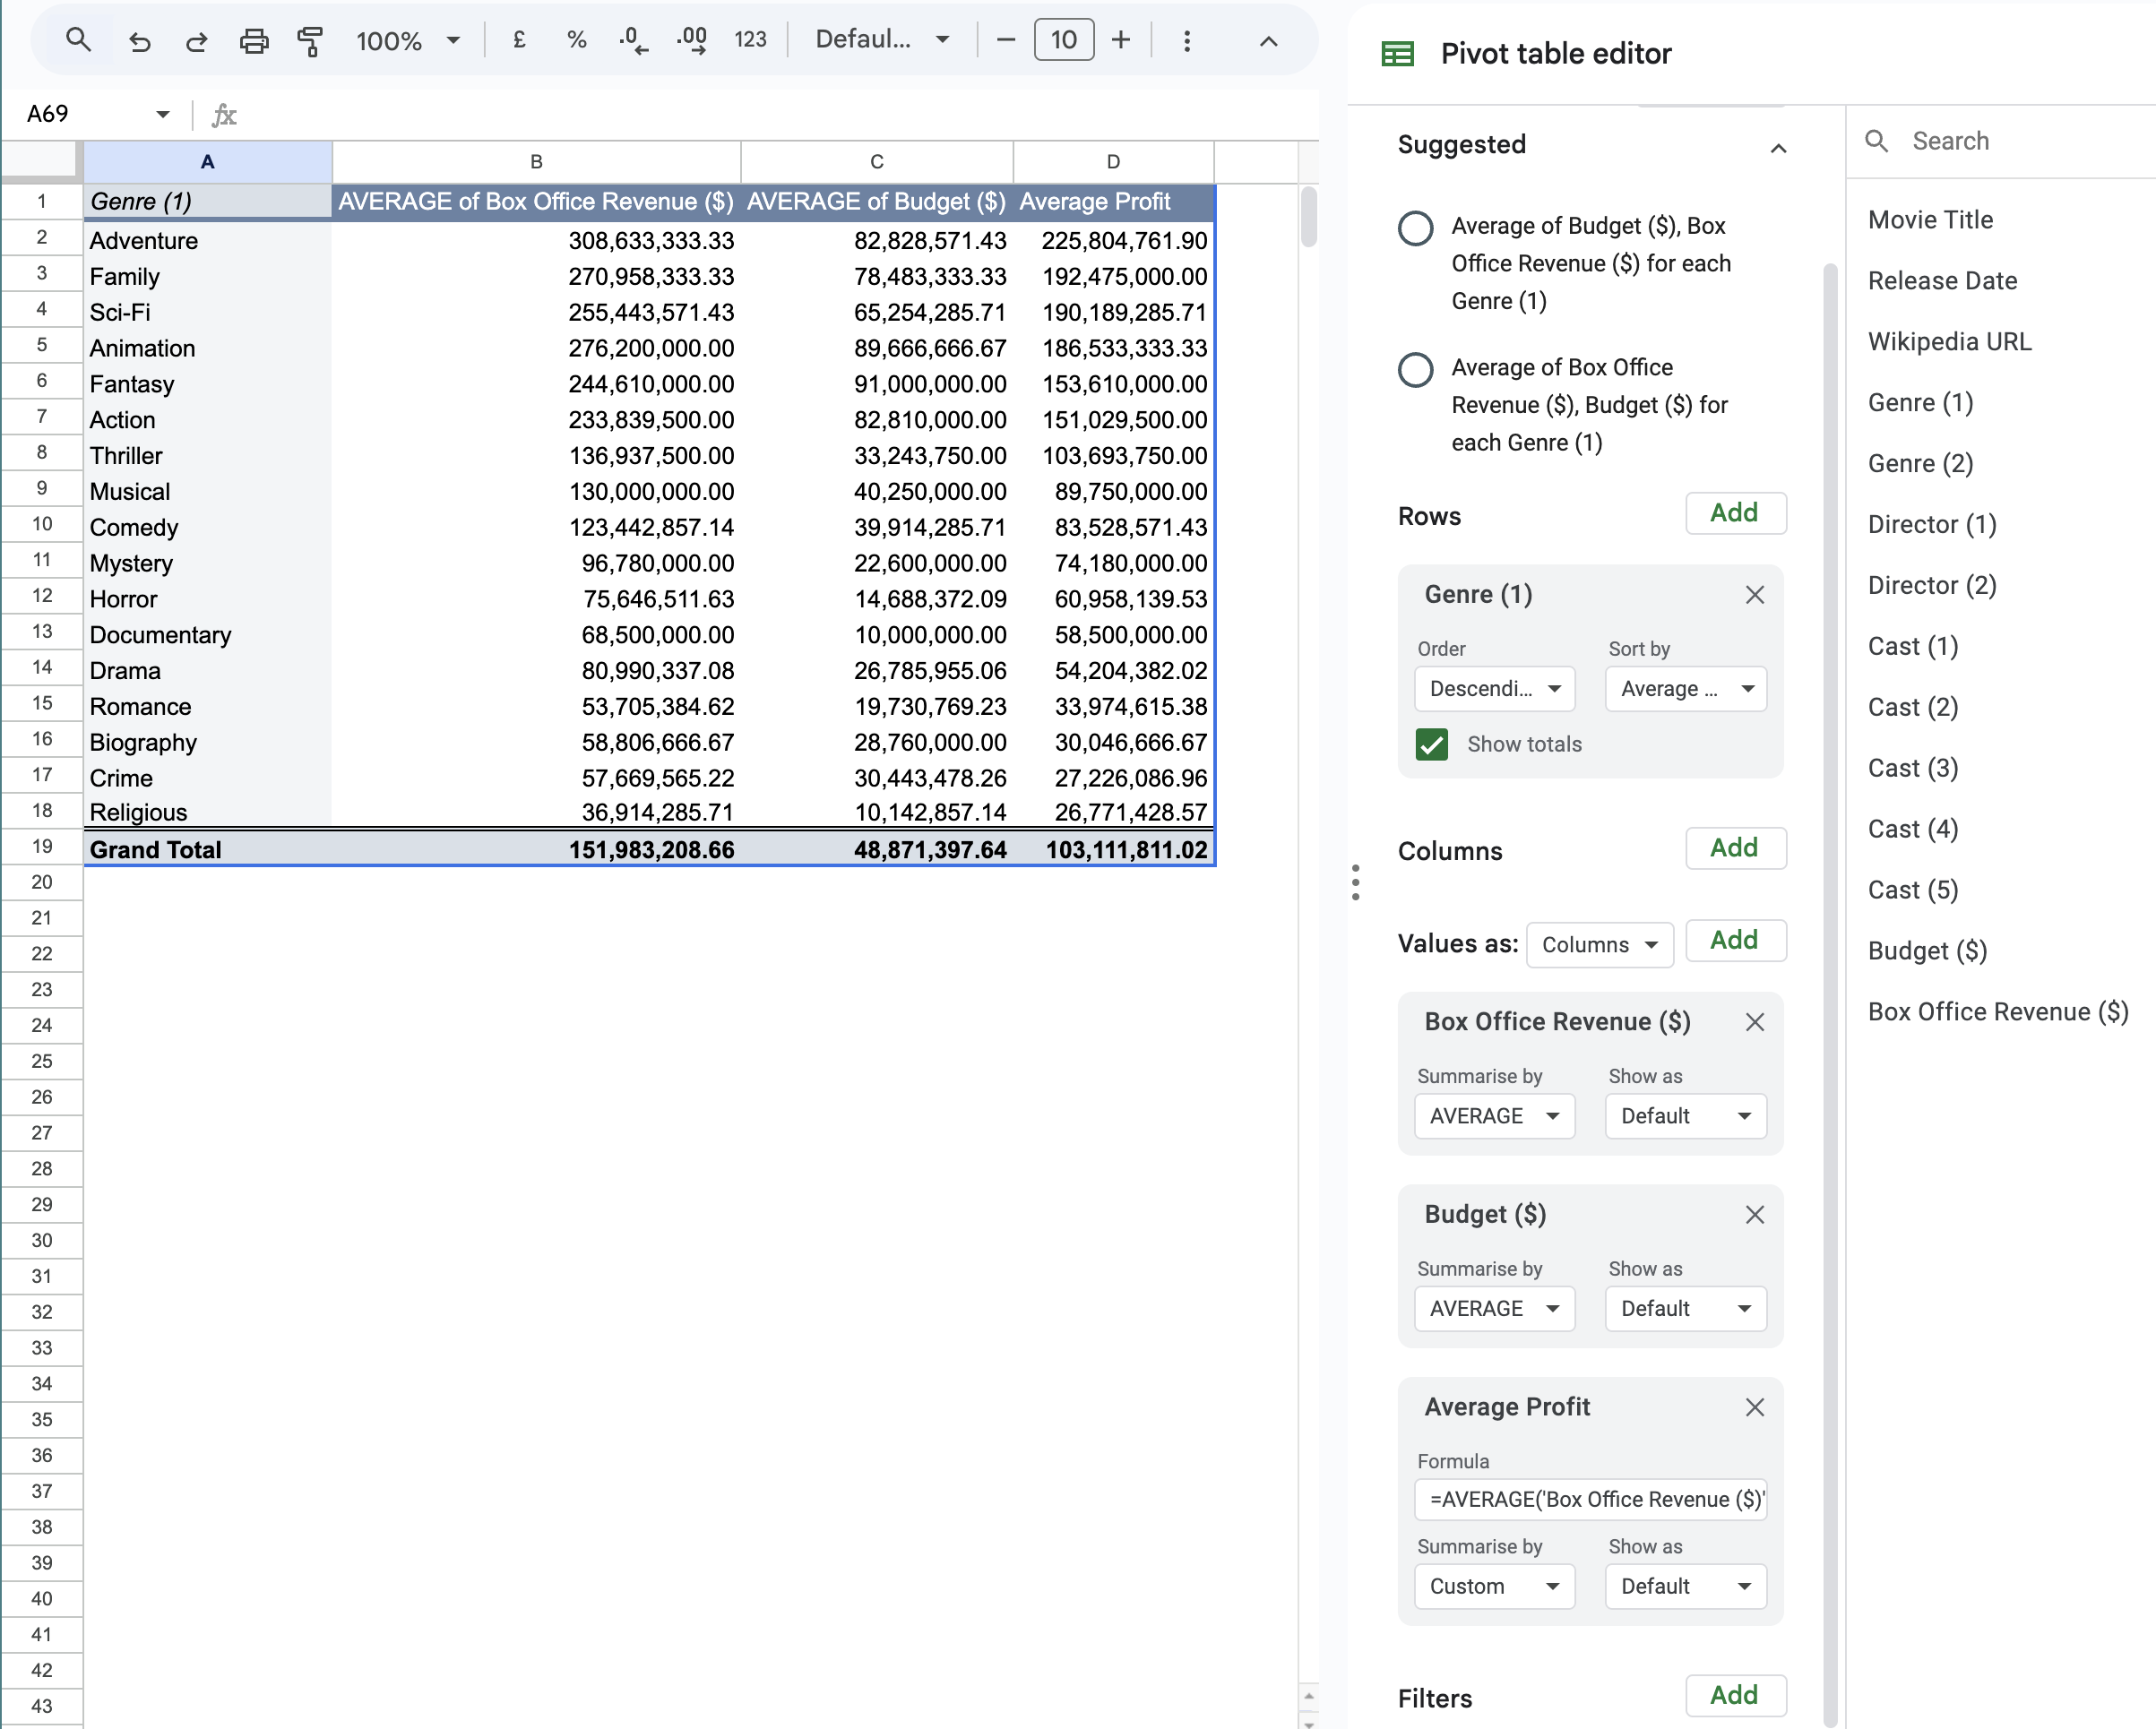 100% £ % .0 .00 123 Defaul... − 10 +
A69 fx
A B C D
1 Genre (1) AVERAGE of Box Office Revenue ($) AVERAGE of Budget ($) Average Profit
2 Adventure 308,633,333.33 82,828,571.43 225,804,761.90
3 Family 270,958,333.33 78,483,333.33 192,475,000.00
4 Sci-Fi 255,443,571.43 65,254,285.71 190,189,285.71
5 Animation 276,200,000.00 89,666,666.67 186,533,333.33
6 Fantasy 244,610,000.00 91,000,000.00 153,610,000.00
7 Action 233,839,500.00 82,810,000.00 151,029,500.00
8 Thriller 136,937,500.00 33,243,750.00 103,693,750.00
9 Musical 130,000,000.00 40,250,000.00 89,750,000.00
10 Comedy 123,442,857.14 39,914,285.71 83,528,571.43
11 Mystery 96,780,000.00 22,600,000.00 74,180,000.00
12 Horror 75,646,511.63 14,688,372.09 60,958,139.53
13 Documentary 68,500,000.00 10,000,000.00 58,500,000.00
14 Drama 80,990,337.08 26,785,955.06 54,204,382.02
15 Romance 53,705,384.62 19,730,769.23 33,974,615.38
16 Biography 58,806,666.67 28,760,000.00 30,046,666.67
17 Crime 57,669,565.22 30,443,478.26 27,226,086.96
18 Religious 36,914,285.71 10,142,857.14 26,771,428.57
19 Grand Total 151,983,208.66 48,871,397.64 103,111,811.02
20
21
22
23
24
25
26
27
28
29
30
31
32
33
34
35
36
37
38
39
40
41
42
43
Pivot table editor
Suggested
Average of Budget ($), Box
Office Revenue ($) for each
Genre (1)
Average of Box Office
Revenue ($), Budget ($) for
each Genre (1)
Rows Add
Genre (1)
Order Sort by
Descendi... Average ...
Show totals
Columns Add
Values as: Columns Add
Box Office Revenue ($)
Summarise by Show as
AVERAGE Default
Budget ($)
Summarise by Show as
AVERAGE Default
Average Profit
Formula
=AVERAGE('Box Office Revenue ($)'
Summarise by Show as
Custom Default
Filters Add
Search
Movie Title
Release Date
Wikipedia URL
Genre (1)
Genre (2)
Director (1)
Director (2)
Cast (1)
Cast (2)
Cast (3)
Cast (4)
Cast (5)
Budget ($)
Box Office Revenue ($)